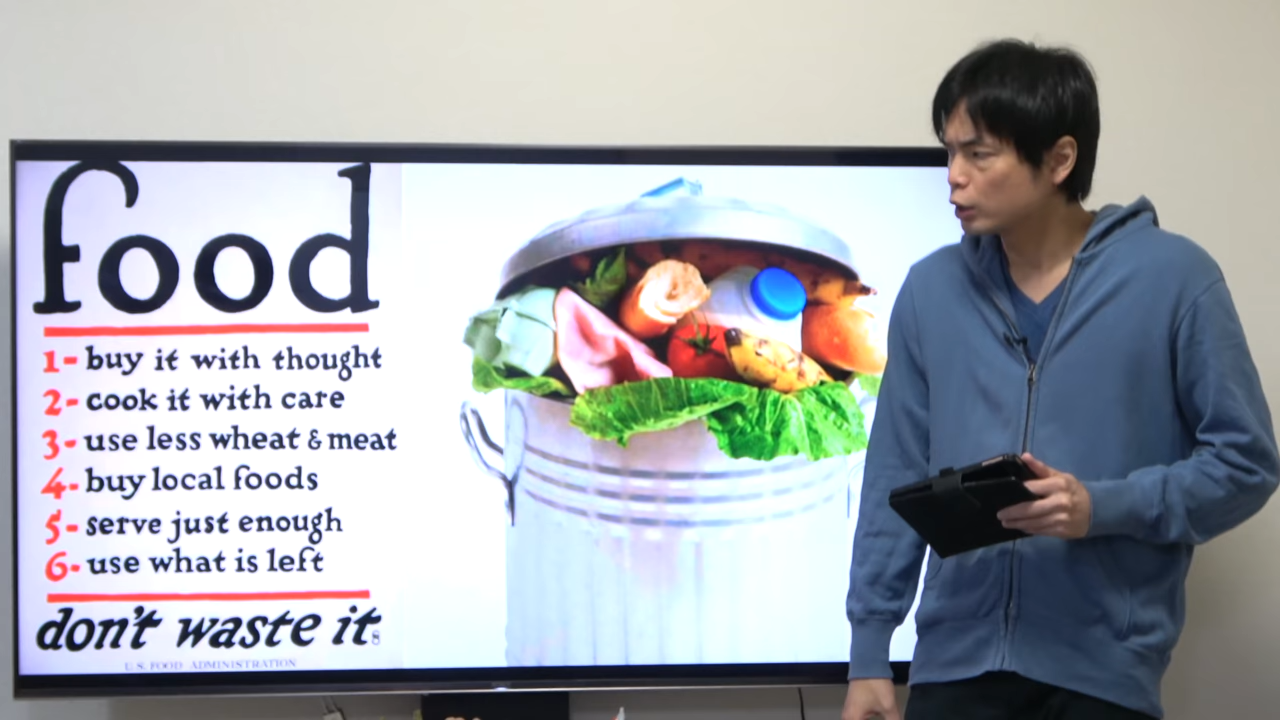 food
1- buy it with thought
2- cook it with care
3- use less wheat & meat
4- buy local foods
5- serve just enough
6- use what is left
don't waste it
U.S. FOOD ADMINISTRATION